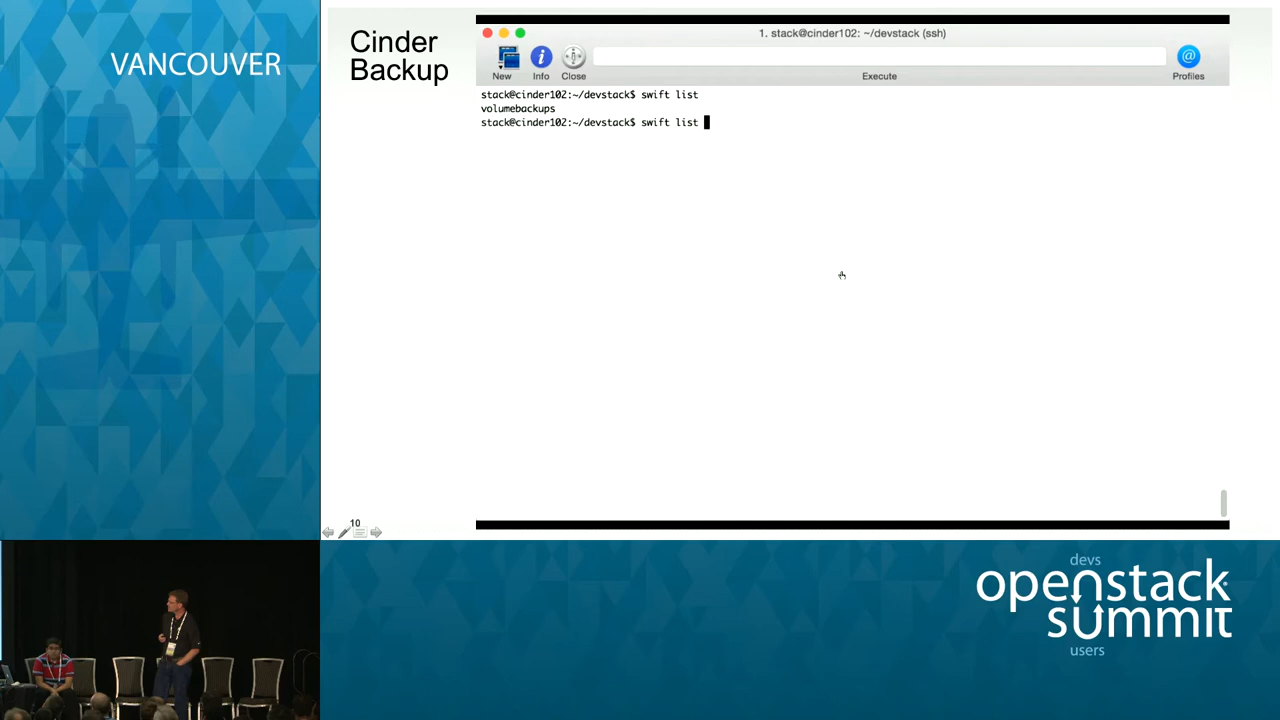 VANCOUVER
Cinder
Backup
1. stack@cinder102: ~/devstack (ssh)
New
Info
Close
Execute
Profiles
stack@cinder102:~/devstack$ swift list
volumebackups
stack@cinder102:~/devstack$ swift list
10
devs
openstack
summit
users